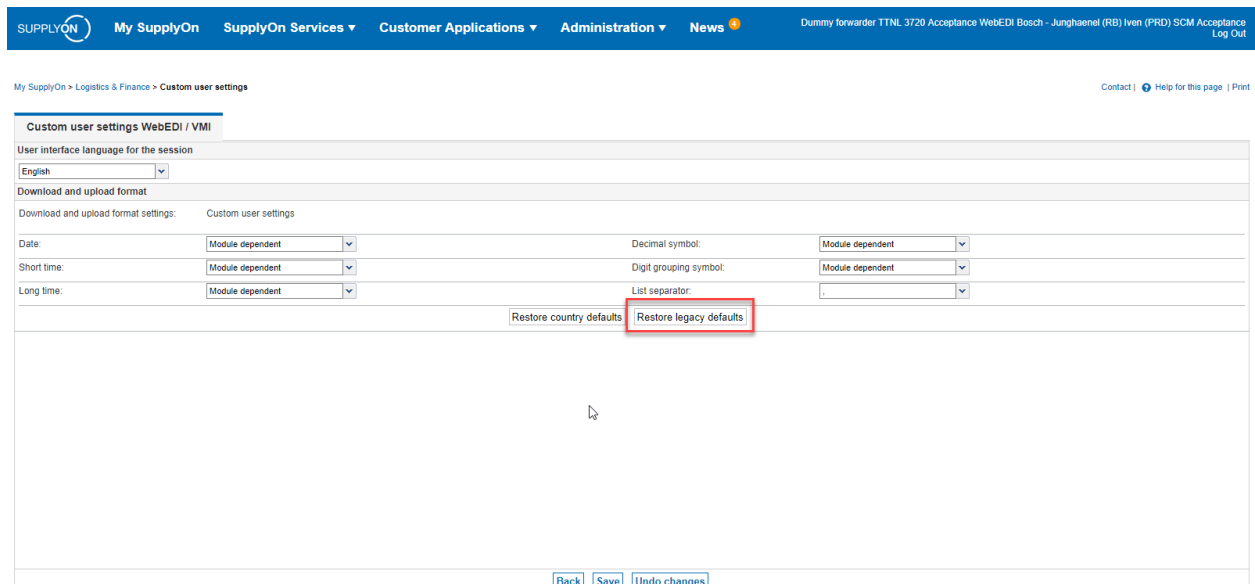 SUPPLYON My SupplyOn SupplyOn Services ▾ Customer Applications ▾ Administration ▾ News 4 Dummy forwarder TTNL 3720 Acceptance WebEDI Bosch - Junghaenel (RB) Iven (PRD) SCM Acceptance
Log Out
My SupplyOn > Logistics & Finance > Custom user settings Contact | ? Help for this page | Print
Custom user settings WebEDI / VMI
User interface language for the session
English
Download and upload format
Download and upload format settings: Custom user settings
Date: Module dependent Decimal symbol: Module dependent
Short time: Module dependent Digit grouping symbol: Module dependent
Long time: Module dependent List separator: ,
Restore country defaults Restore legacy defaults
Back Save Undo changes